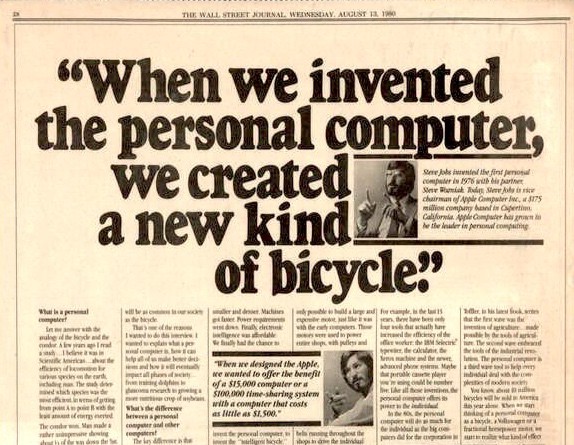 28
THE WALL STREET JOURNAL, WEDNESDAY, AUGUST 13, 1980
“When we invented
the personal computer,
we created
a new kind
of bicycle.”
Steve Jobs invented the first personal
computer in 1976 with his partner,
Steve Wozniak. Today, Steve Jobs is vice
chairman of Apple Computer Inc., a $175
million company based in Cupertino,
California. Apple Computer has grown to
be the leader in personal computing.
What is a personal
computer?
Let me answer with the
analogy of the bicycle and the
condor. A few years ago I read
a study... I believe it was in
Scientific American... about the
efficiency of locomotion for
various species on the earth,
including man. The study deter-
mined which species was the
most efficient, in terms of getting
from point A to point B with the
least amount of energy exerted.
The condor won. Man made a
rather unimpressive showing
about ⅓ of the way down the list
will be as common in our society
as the bicycle.
That's one of the reasons
I wanted to do this interview. I
wanted to explain what a per-
sonal computer is, how it can
help all of us make better deci-
sions and how it will eventually
impact all phases of society,
from training dolphins to
glaucoma research to growing a
more nutritious crop of soybeans.
What's the difference
between a personal
computer and other
computers?
The key difference is that
smaller and denser. Machines
got faster. Power requirements
went down. Finally, electronic
intelligence was affordable.
We finally had the chance to
“When we designed the Apple,
we wanted to offer the benefit
of a $15,000 computer or a
$100,000 time-sharing system
with a computer that costs
as little as $1,500.”
invent the personal computer, to
invent the “intelligent bicycle.”
only possible to build a large and
expensive motor, just like it was
with the early computers. Those
motors were used to power
entire shops, with pulleys and
belts running throughout the
shops to drive the individual
For example, in the last 15
years, there have been only
four tools that actually have
increased the efficiency of the
office worker: the IBM Selectric
typewriter, the calculator, the
Xerox machine and the newer,
advanced phone systems. Maybe
that portable cassette player
you're using could be number
five. Like all those inventions, the
personal computer offers its
power to the individual.
In the 80s, the personal
computer will do as much for
the individual as the big com-
puters did for the corporation in
Toffler, in his latest book, writes
that the first wave was the
invention of agriculture... made
possible by the tools of agricul-
ture. The second wave embraced
the tools of the industrial revo-
lution. The personal computer is
a third wave tool to help every
individual deal with the com-
plexities of modern society.
You know, about 10 million
bicycles will be sold in America
this year alone. When we start
thinking of a personal computer
as a bicycle, a Volkswagen or a
fractional horsepower motor, we
start to realize what kind of effect